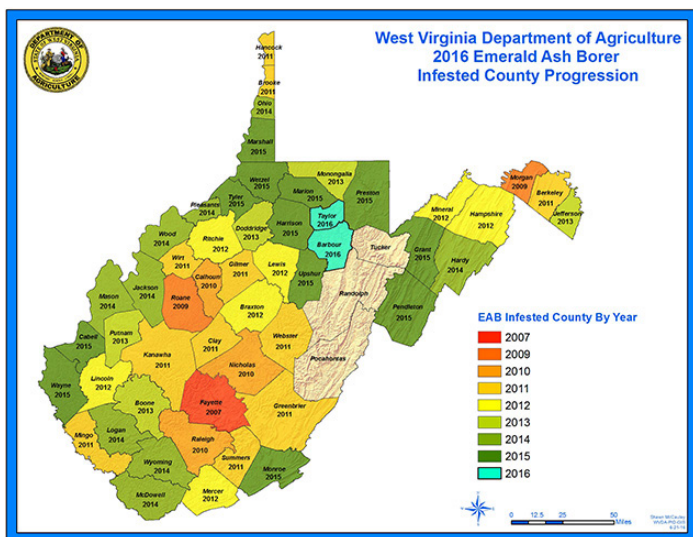 West Virginia Department of Agriculture
2016 Emerald Ash Borer
Infested County Progression
DEPARTMENT OF
AGRICULTURE
Hancock
2011
Brooke
2011
Ohio
2014
Marshall
2015
Wetzel
2015
Monongalia
2013
Marion
2015
Preston
2015
Morgan
2009
Berkeley
2011
Jefferson
2013
Mineral
2012
Hampshire
2012
Tyler
2015
Pleasants
2014
Doddridge
2013
Harrison
2015
Taylor
2016
Wood
2014
Ritchie
2012
Barbour
2016
Tucker
Grant
2015
Hardy
2014
Wirt
2011
Calhoun
2010
Gilmer
2011
Lewis
2012
Upshur
2015
Randolph
Mason
2014
Jackson
2014
Roane
2009
Braxton
2012
Pendleton
2015
Cabell
2015
Putnam
2013
Kanawha
2011
Clay
2011
Webster
2011
Pocahontas
Wayne
2015
Lincoln
2012
Nicholas
2010
Boone
2013
Fayette
2007
Greenbrier
2011
Mingo
2011
Logan
2014
Raleigh
2010
Summers
2011
Monroe
2015
Wyoming
2014
McDowell
2014
Mercer
2012
EAB Infested County By Year
2007
2009
2010
2011
2012
2013
2014
2015
2016
0 12.5 25 50
Miles